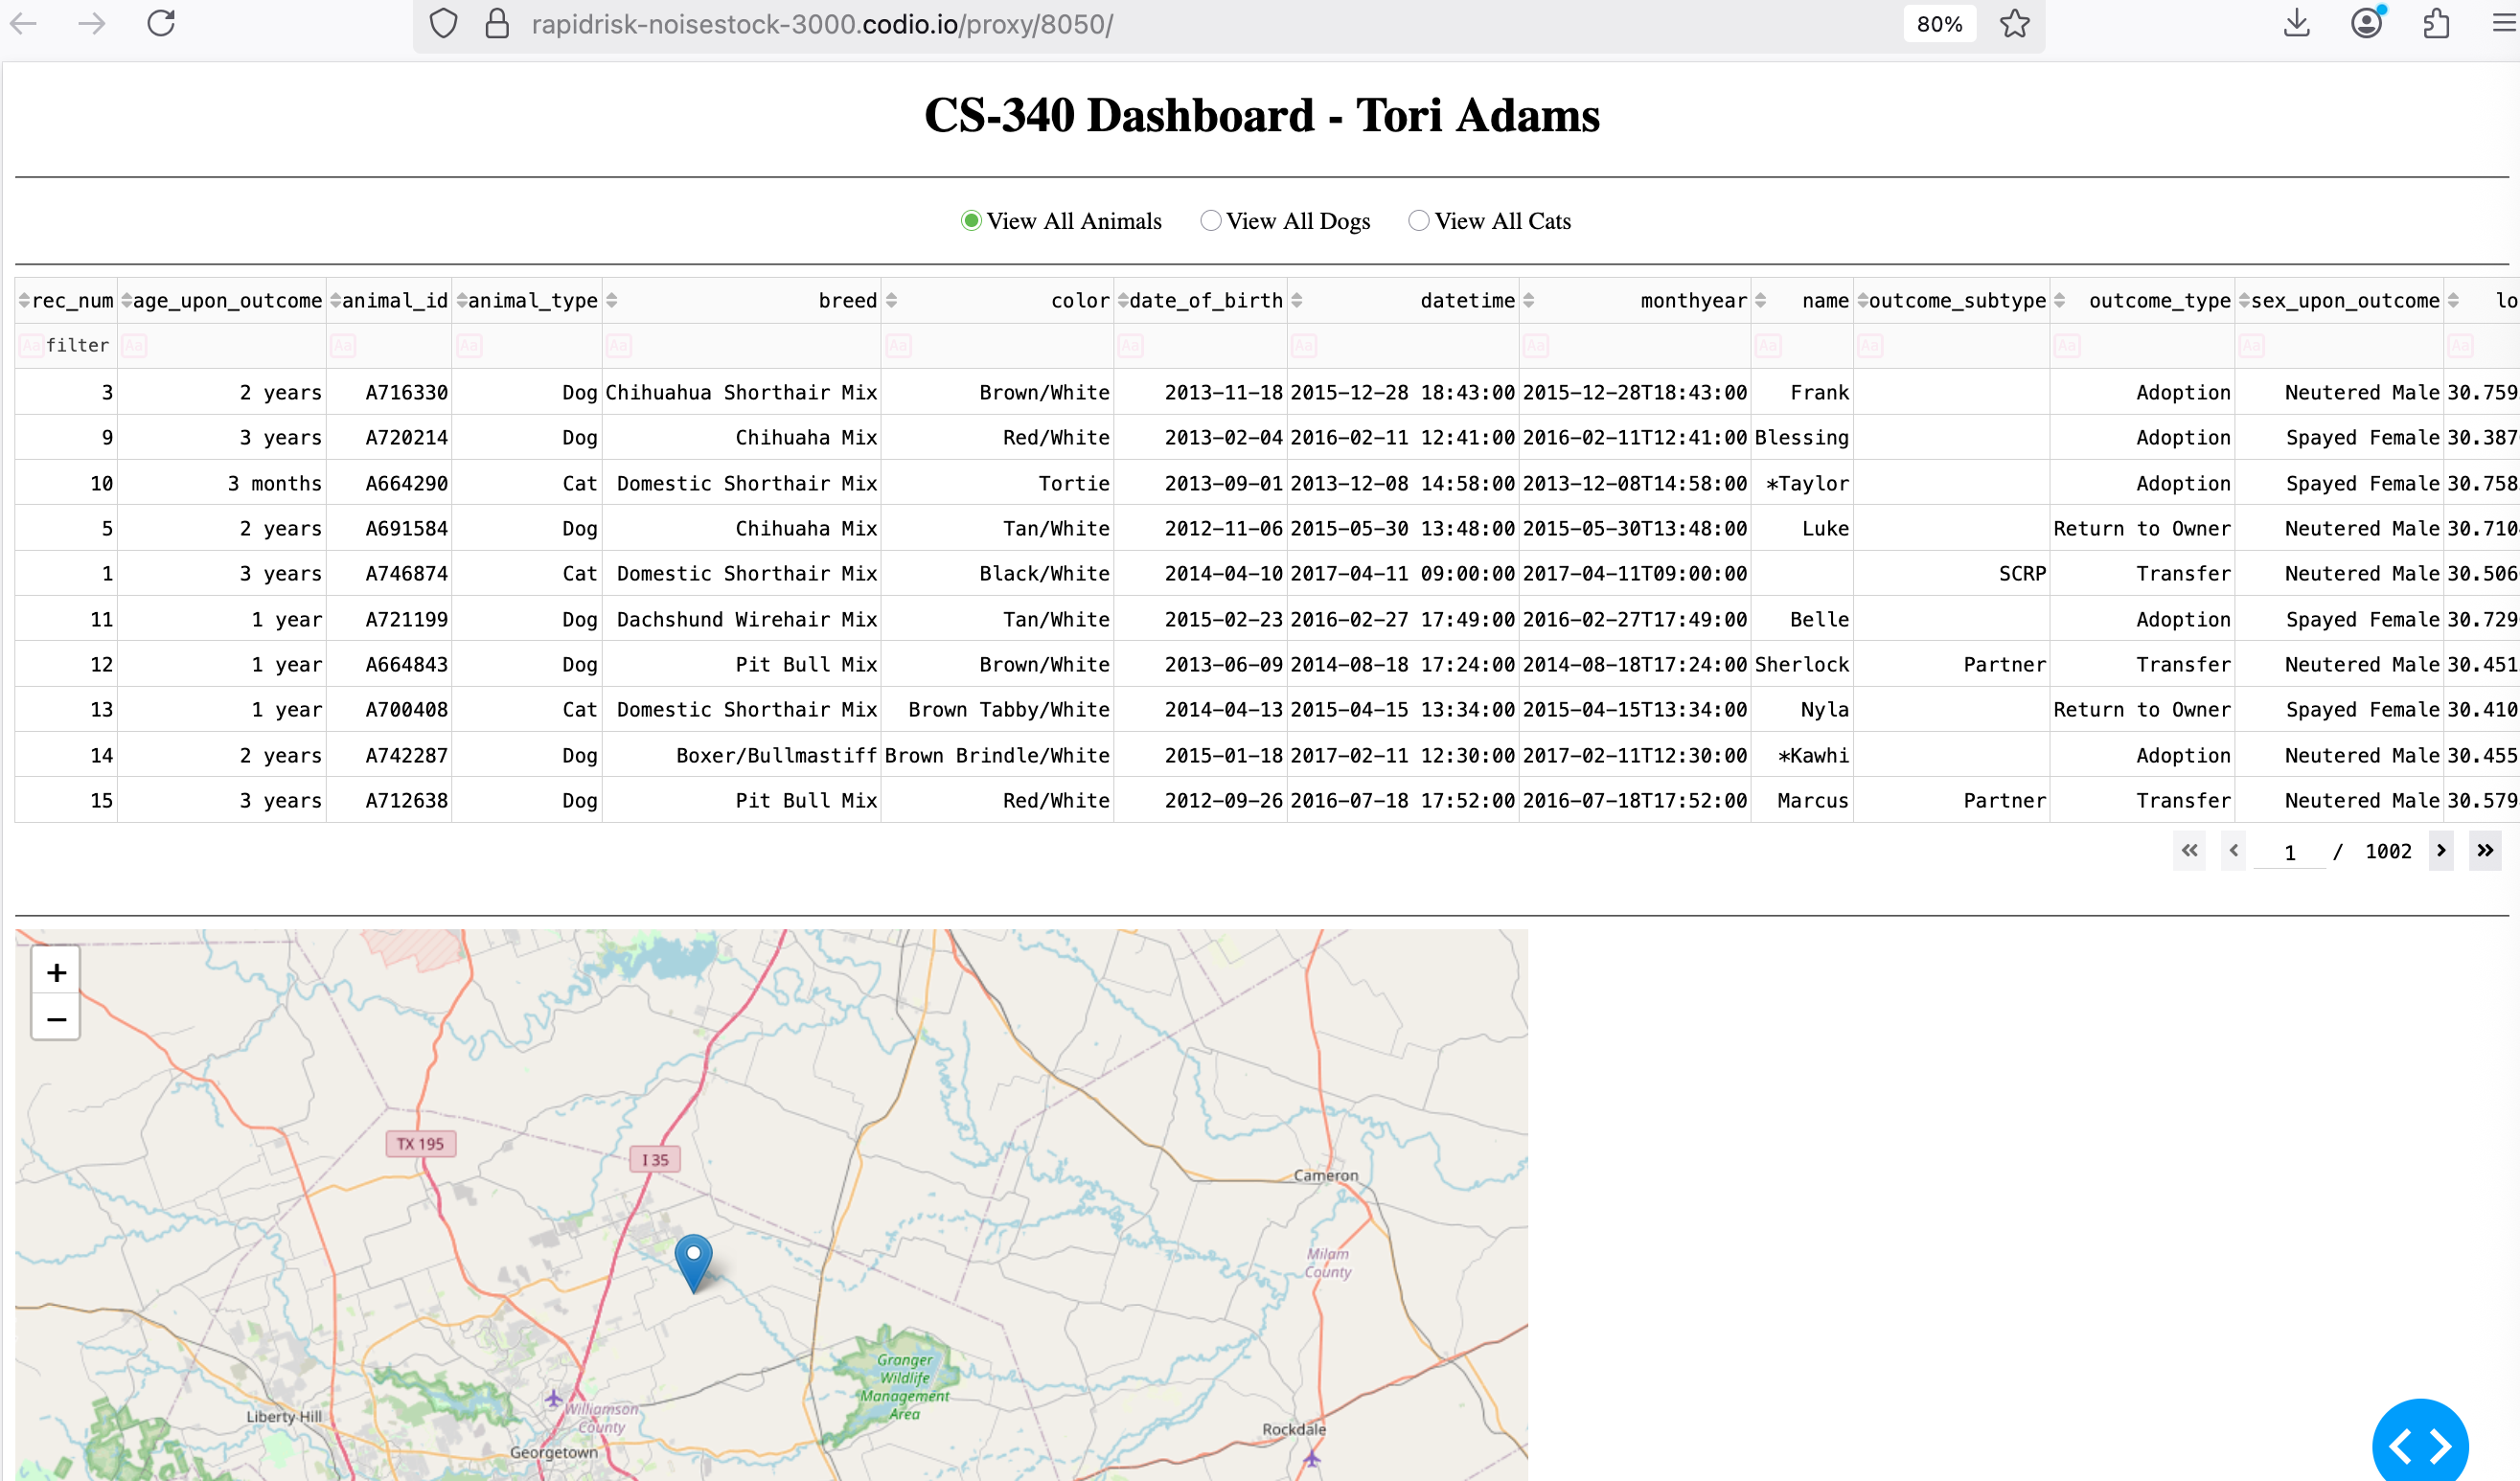 rapidrisk-noisestock-3000.codio.io/proxy/8050/ 80%
CS-340 Dashboard - Tori Adams
View All Animals View All Dogs View All Cats
rec_num age_upon_outcome animal_id animal_type breed color date_of_birth datetime monthyear name outcome_subtype outcome_type sex_upon_outcome lo
Aa filter Aa Aa Aa Aa Aa Aa Aa Aa Aa Aa Aa Aa Aa
3 2 years A716330 Dog Chihuahua Shorthair Mix Brown/White 2013-11-18 2015-12-28 18:43:00 2015-12-28T18:43:00 Frank Adoption Neutered Male 30.759
9 3 years A720214 Dog Chihuaha Mix Red/White 2013-02-04 2016-02-11 12:41:00 2016-02-11T12:41:00 Blessing Adoption Spayed Female 30.387
10 3 months A664290 Cat Domestic Shorthair Mix Tortie 2013-09-01 2013-12-08 14:58:00 2013-12-08T14:58:00 *Taylor Adoption Spayed Female 30.758
5 2 years A691584 Dog Chihuaha Mix Tan/White 2012-11-06 2015-05-30 13:48:00 2015-05-30T13:48:00 Luke Return to Owner Neutered Male 30.710
1 3 years A746874 Cat Domestic Shorthair Mix Black/White 2014-04-10 2017-04-11 09:00:00 2017-04-11T09:00:00 SCRP Transfer Neutered Male 30.506
11 1 year A721199 Dog Dachshund Wirehair Mix Tan/White 2015-02-23 2016-02-27 17:49:00 2016-02-27T17:49:00 Belle Adoption Spayed Female 30.729
12 1 year A664843 Dog Pit Bull Mix Brown/White 2013-06-09 2014-08-18 17:24:00 2014-08-18T17:24:00 Sherlock Partner Transfer Neutered Male 30.451
13 1 year A700408 Cat Domestic Shorthair Mix Brown Tabby/White 2014-04-13 2015-04-15 13:34:00 2015-04-15T13:34:00 Nyla Return to Owner Spayed Female 30.410
14 2 years A742287 Dog Boxer/Bullmastiff Brown Brindle/White 2015-01-18 2017-02-11 12:30:00 2017-02-11T12:30:00 *Kawhi Adoption Neutered Male 30.455
15 3 years A712638 Dog Pit Bull Mix Red/White 2012-09-26 2016-07-18 17:52:00 2016-07-18T17:52:00 Marcus Partner Transfer Neutered Male 30.579
« ‹ 1 / 1002 › »
+
−
TX 195
I 35
Cameron
Milam
County
Granger
Wildlife
Management
Area
Liberty Hill
Williamson
County
Georgetown
Rockdale